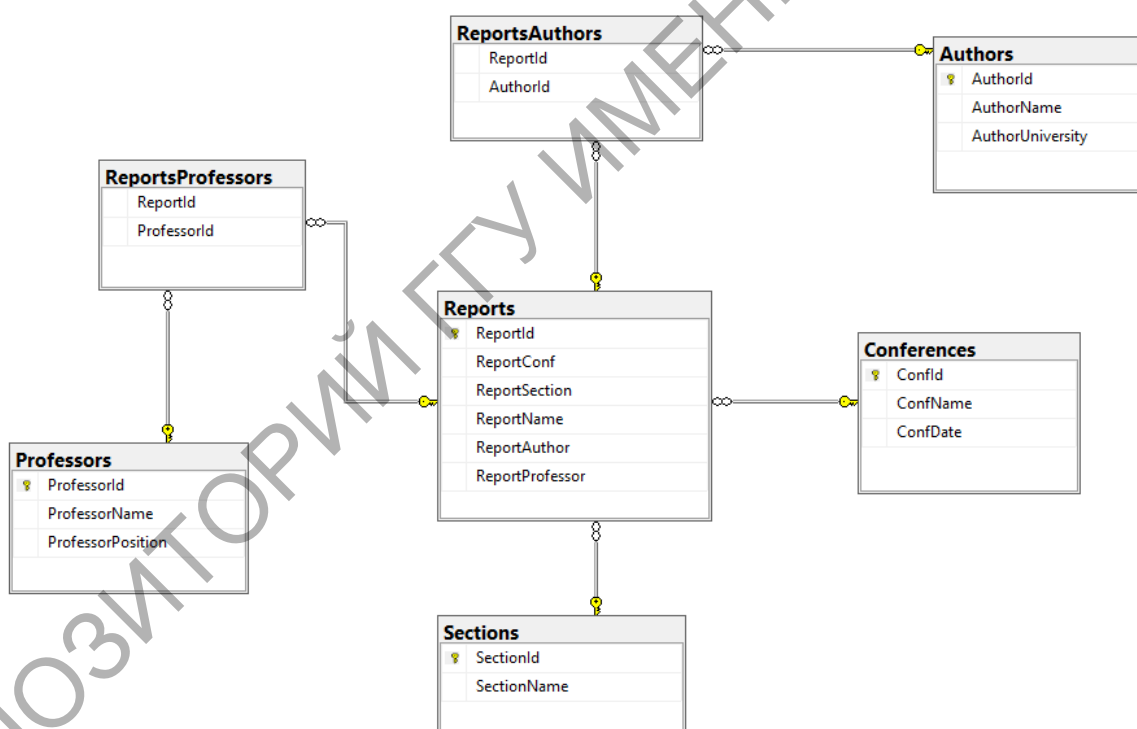 ReportsAuthors
ReportId
AuthorId
Authors
AuthorId
AuthorName
AuthorUniversity
ReportsProfessors
ReportId
ProfessorId
Reports
ReportId
ReportConf
ReportSection
ReportName
ReportAuthor
ReportProfessor
Conferences
ConfId
ConfName
ConfDate
Professors
ProfessorId
ProfessorName
ProfessorPosition
Sections
SectionId
SectionName
ГГУ